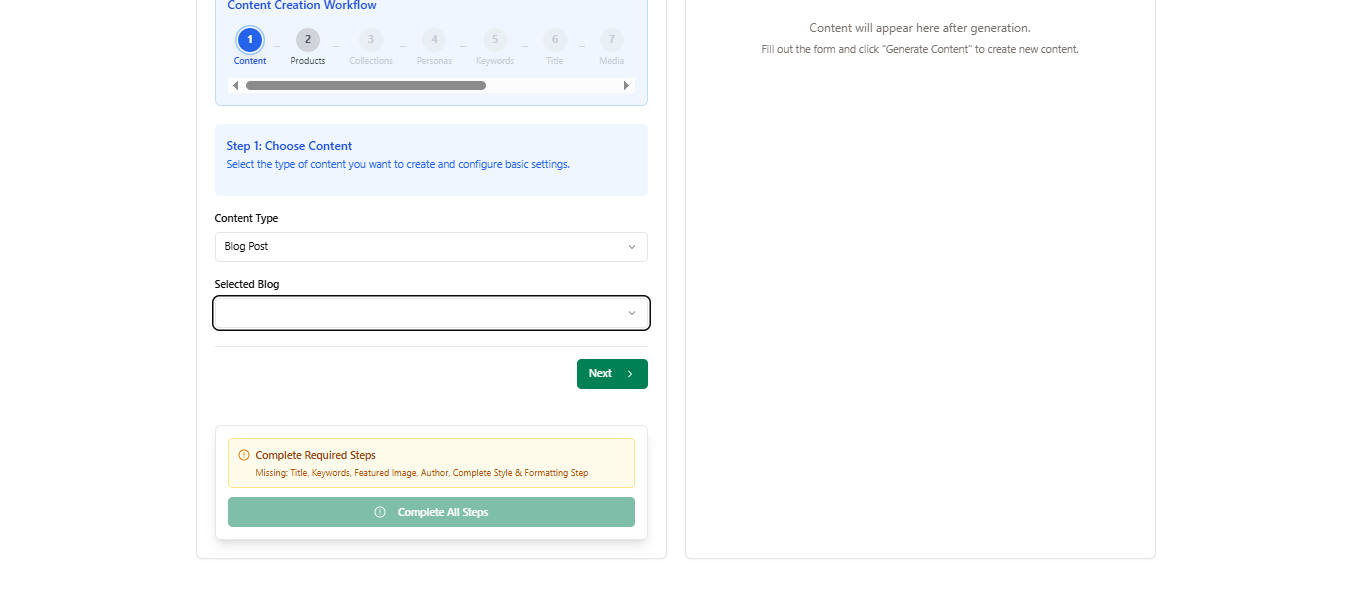 Content Creation Workflow
1 2 3 4 5 6 7
Content Products Collections Personas Keywords Title Media
Step 1: Choose Content
Select the type of content you want to create and configure basic settings.
Content Type
Blog Post
Selected Blog
Next
Complete Required Steps
Missing: Title, Keywords, Featured Image, Author, Complete Style & Formatting Step
Complete All Steps
Content will appear here after generation.
Fill out the form and click "Generate Content" to create new content.